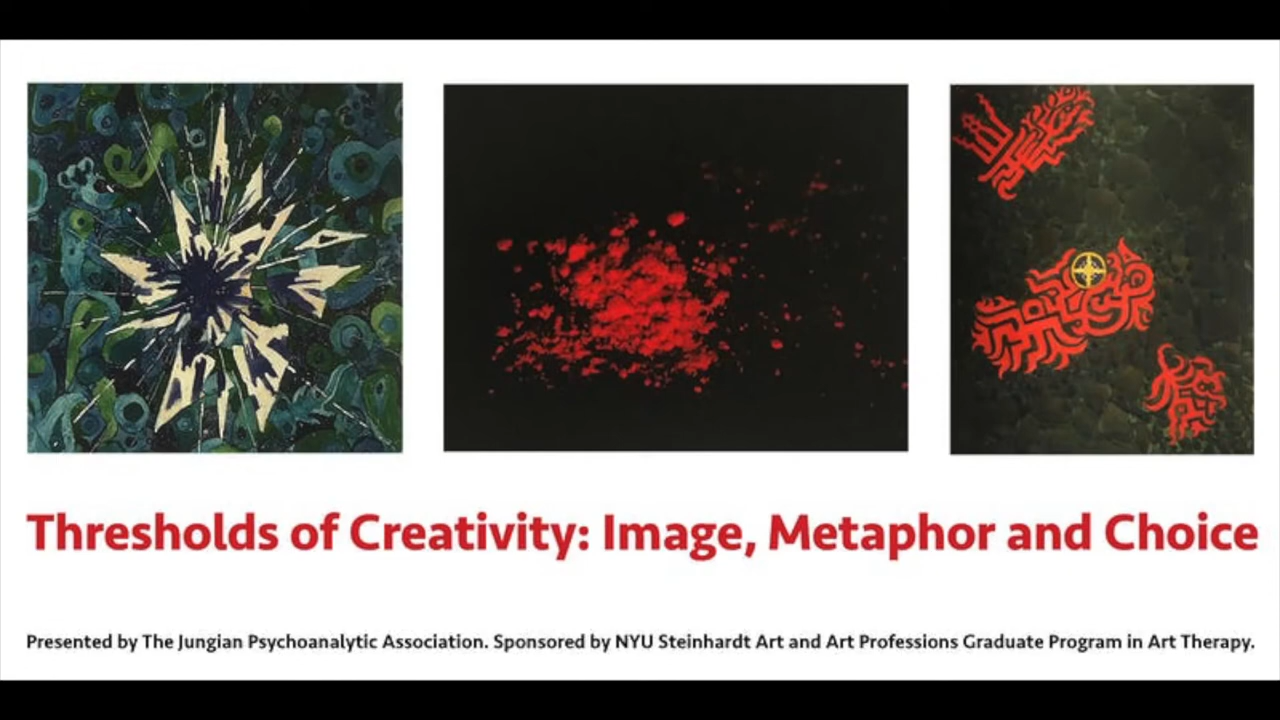 Thresholds of Creativity: Image, Metaphor and Choice
Presented by The Jungian Psychoanalytic Association. Sponsored by NYU Steinhardt Art and Art Professions Graduate Program in Art Therapy.